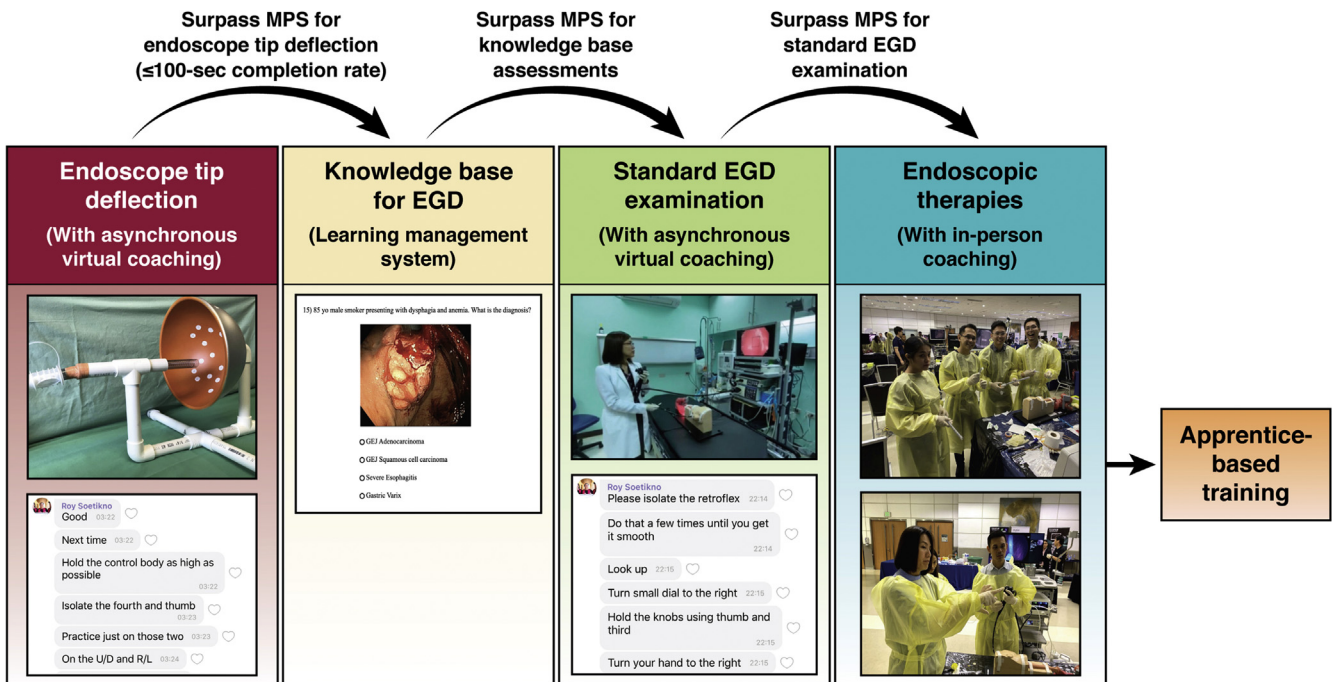 Surpass MPS for
endoscope tip deflection
(≤100-sec completion rate)
Surpass MPS for
knowledge base
assessments
Surpass MPS for
standard EGD
examination
Endoscope tip
deflection
(With asynchronous
virtual coaching)
Knowledge base
for EGD
(Learning management
system)
Standard EGD
examination
(With asynchronous
virtual coaching)
Endoscopic
therapies
(With in-person
coaching)
15) 85 yo male smoker presenting with dysphagia and anemia. What is the diagnosis?
GEJ Adenocarcinoma
GEJ Squamous cell carcinoma
Severe Esophagitis
Gastric Varix
Roy Soetikno
Good 03:22
Next time 03:22
Hold the control body as high as
possible
03:22
Isolate the fourth and thumb
03:23
Practice just on those two 03:23
On the U/D and R/L 03:24
Roy Soetikno
Please isolate the retroflex 22:14
Do that a few times until you get
it smooth
22:14
Look up 22:15
Turn small dial to the right 22:15
Hold the knobs using thumb and
third
22:15
Turn your hand to the right 22:15
Apprentice-
based
training